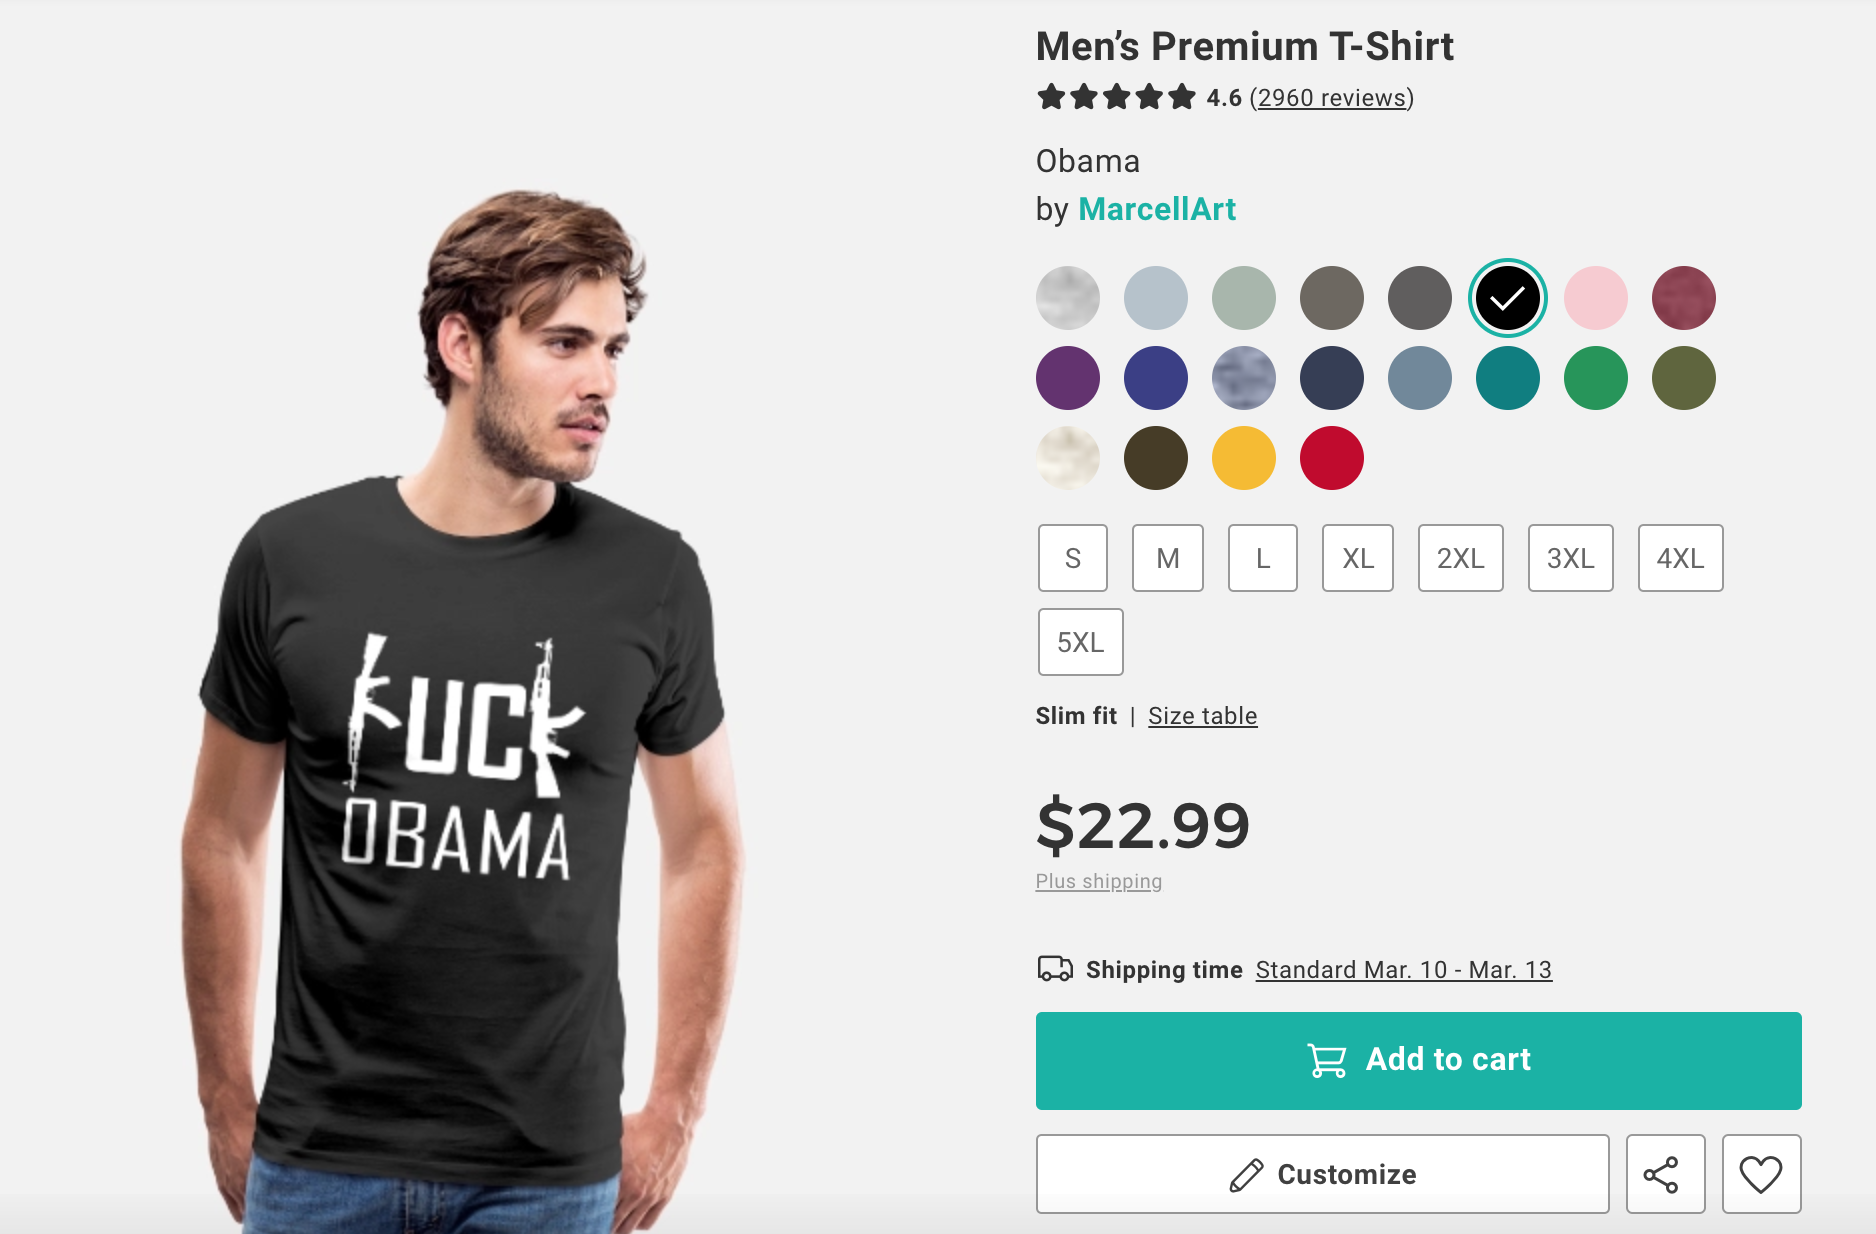 Men's Premium T-Shirt
4.6 (2960 reviews)
Obama
by MarcellArt
FUCK
OBAMA
S M L XL 2XL 3XL 4XL
5XL
Slim fit | Size table
$22.99
Plus shipping
Shipping time Standard Mar. 10 - Mar. 13
Add to cart
Customize